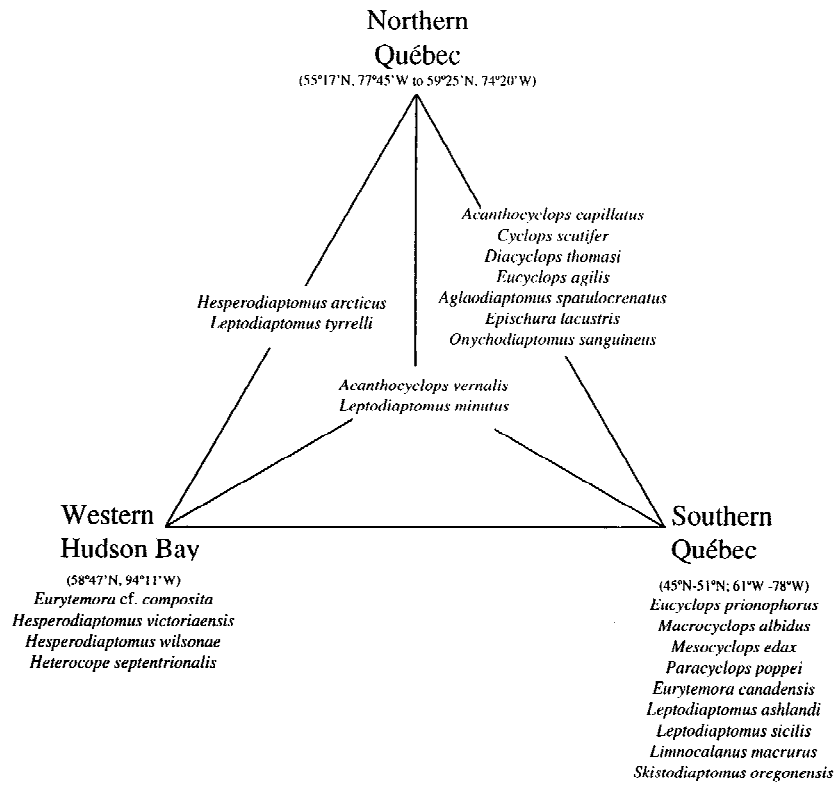 Northern
Québec
(55°17'N, 77°45'W to 59°25'N, 74°20'W)
Acanthocyclops capillatus
Cyclops scutifer
Diacyclops thomasi
Eucyclops agilis
Aglaodiaptomus spatulocrenatus
Epischura lacustris
Onychodiaptomus sanguineus
Hesperodiaptomus arcticus
Leptodiaptomus tyrrelli
Acanthocyclops vernalis
Leptodiaptomus minutus
Western
Hudson Bay
(58°47'N, 94°11'W)
Eurytemora cf. composita
Hesperodiaptomus victoriaensis
Hesperodiaptomus wilsonae
Heterocope septentrionalis
Southern
Québec
(45°N-51°N; 61°W -78°W)
Eucyclops prionophorus
Macrocyclops albidus
Mesocyclops edax
Paracyclops poppei
Eurytemora canadensis
Leptodiaptomus ashlandi
Leptodiaptomus sicilis
Limnocalanus macrurus
Skistodiaptomus oregonensis